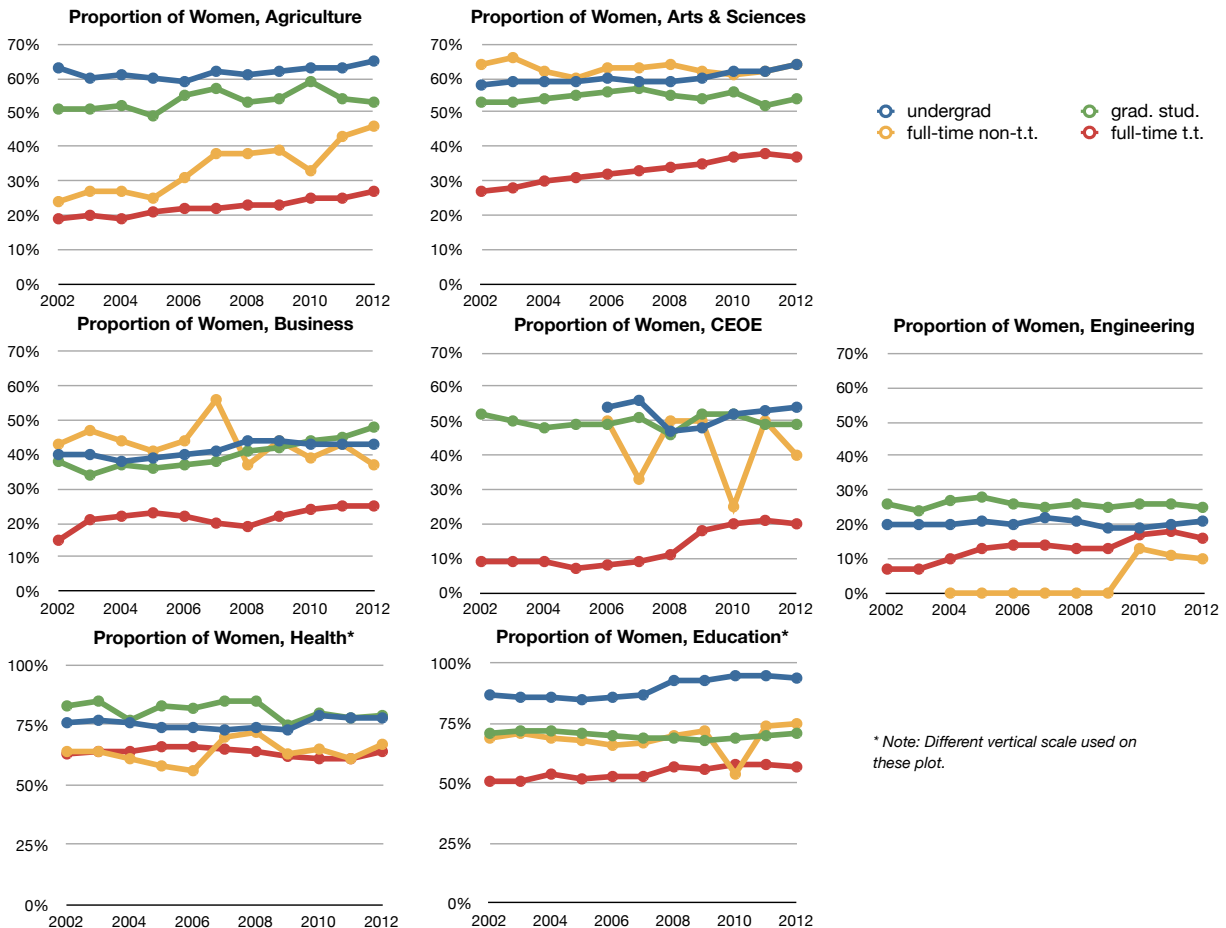 Proportion of Women, Agriculture
70%
60%
50%
40%
30%
20%
10%
0%
2002 2004 2006 2008 2010 2012
Proportion of Women, Arts & Sciences
70%
60%
50%
40%
30%
20%
10%
0%
2002 2004 2006 2008 2010 2012
undergrad grad. stud.
full-time non-t.t. full-time t.t.
Proportion of Women, Business
70%
60%
50%
40%
30%
20%
10%
0%
2002 2004 2006 2008 2010 2012
Proportion of Women, CEOE
70%
60%
50%
40%
30%
20%
10%
0%
2002 2004 2006 2008 2010 2012
Proportion of Women, Engineering
70%
60%
50%
40%
30%
20%
10%
0%
2002 2004 2006 2008 2010 2012
Proportion of Women, Health*
100%
75%
50%
25%
0%
2002 2004 2006 2008 2010 2012
Proportion of Women, Education*
100%
75%
50%
25%
0%
2002 2004 2006 2008 2010 2012
* Note: Different vertical scale used on
these plot.